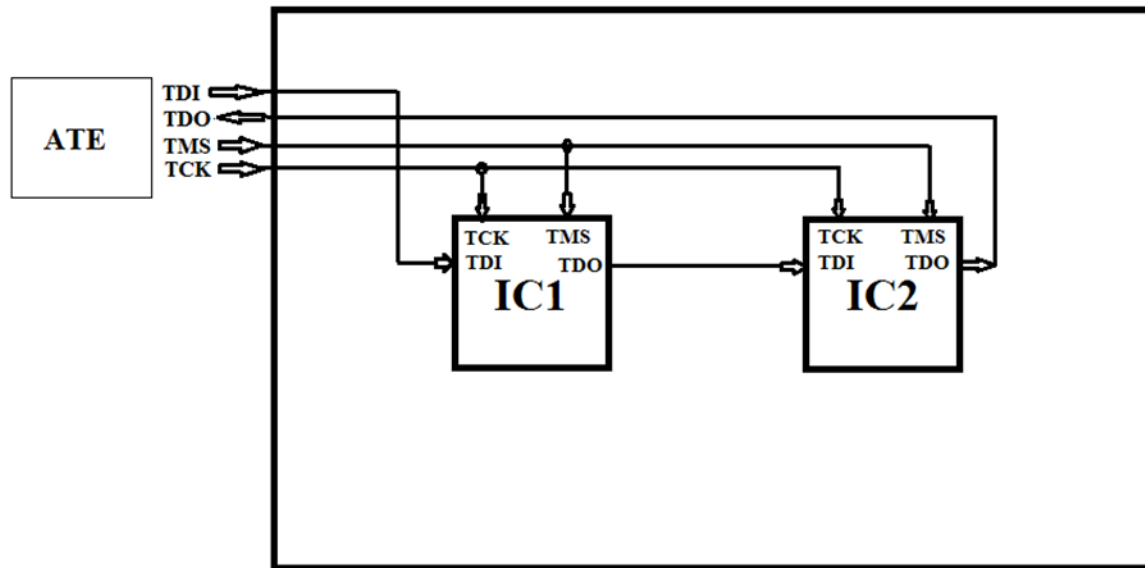 ATE
TDI
TDO
TMS
TCK
TCK TMS
TDI TDO
IC1
TCK TMS
TDI TDO
IC2